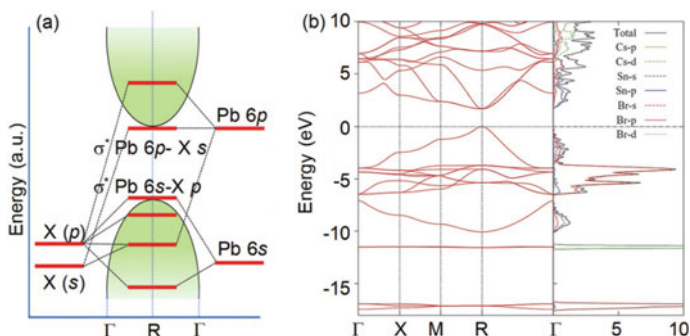 (a)
Energy (a.u.)
Pb 6p
σ* Pb 6p- X s
σ* Pb 6s-X p
X (p)
X (s)
Pb 6s
Γ R Γ
(b)
Energy (eV)
10
5
0
-5
-10
-15
Γ X M R Γ
Total
Cs-p
Cs-d
Sn-s
Sn-p
Br-s
Br-p
Br-d
5 10